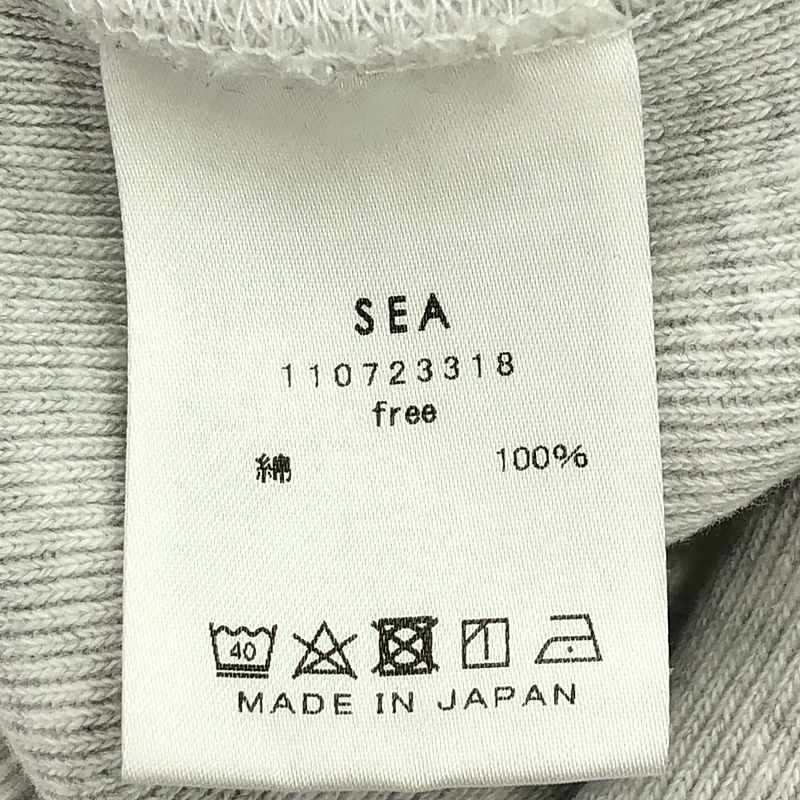 SEA
110723318
free
綿 100%
40
MADE IN JAPAN